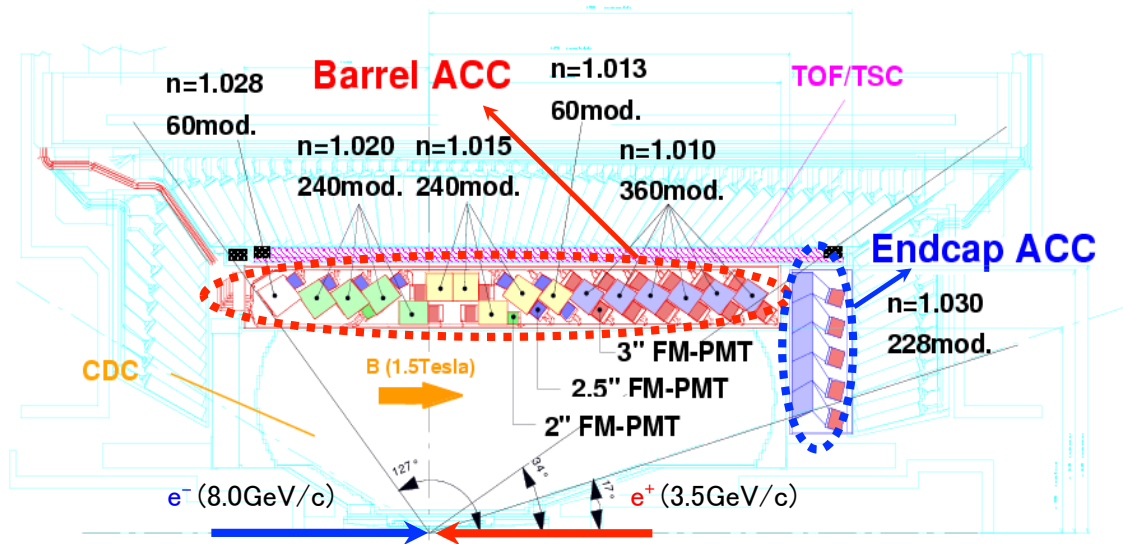 Barrel ACC
n=1.013
60mod.
TOF/TSC
n=1.028
60mod.
n=1.020
240mod.
n=1.015
240mod.
n=1.010
360mod.
Endcap ACC
n=1.030
228mod.
3" FM-PMT
CDC
B (1.5Tesla)
2.5" FM-PMT
2" FM-PMT
127°
34°
17°
e⁻ (8.0GeV/c)
e⁺ (3.5GeV/c)